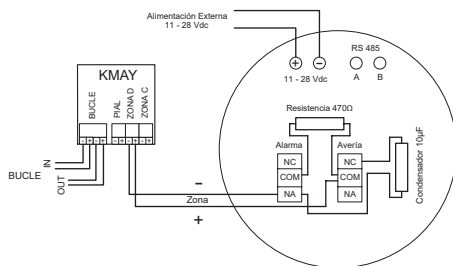 Alimentación Externa
11 - 28 Vdc
RS 485
+ -
11 - 28 Vdc
A B
KMAY
BUCLE
PIAL
ZONA D
ZONA C
- + - + - + - + - +
Resistencia 470Ω
Alarma
Avería
NC
COM
NA
NC
COM
NA
Condensador 10µF
BUCLE
IN
OUT
-
Zona
+